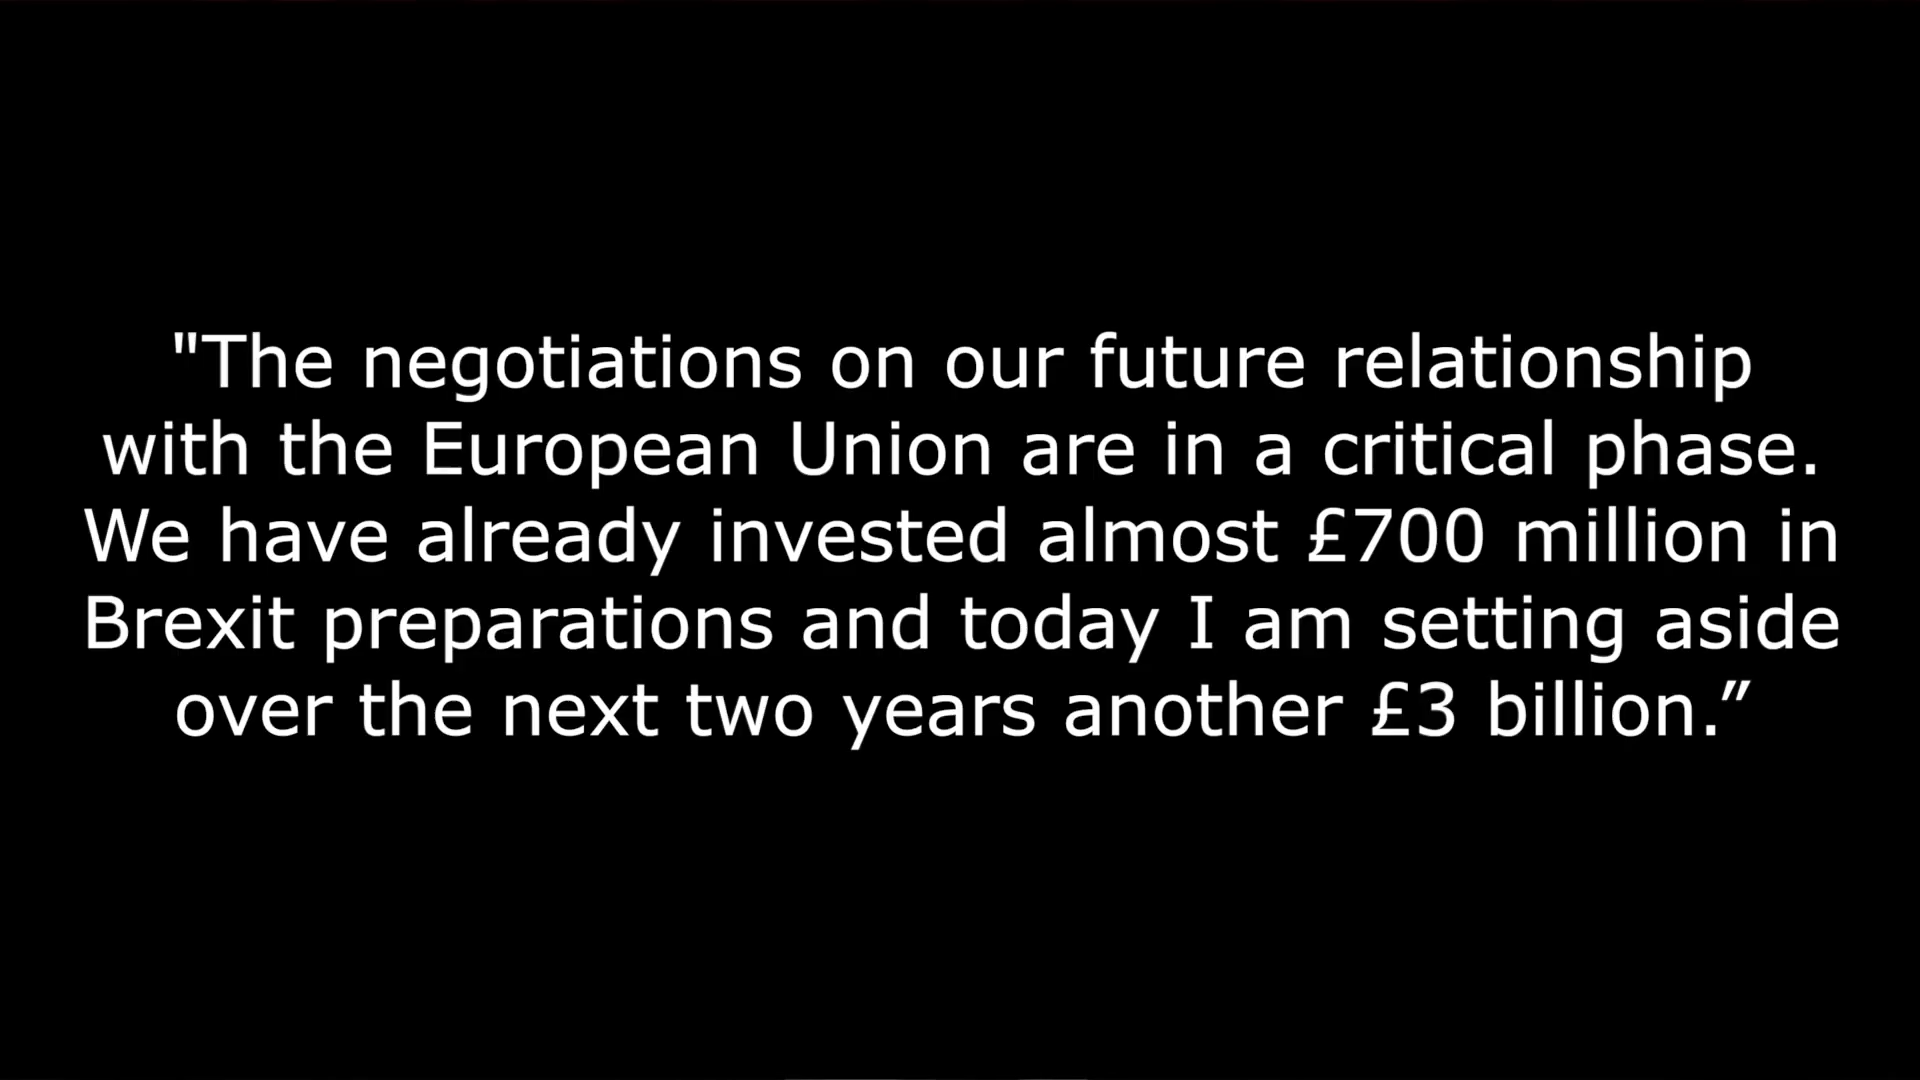 "The negotiations on our future relationship
with the European Union are in a critical phase.
We have already invested almost £700 million in
Brexit preparations and today I am setting aside
over the next two years another £3 billion.”